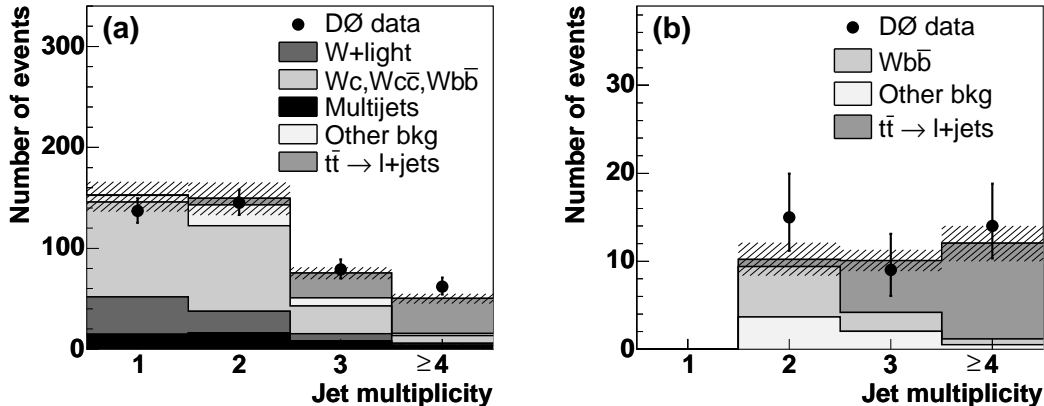 (a)
DØ data
W+light
Wc,Wcc̄,Wbb̄
Multijets
Other bkg
tt̄ → l+jets
Number of events
300
200
100
0
1 2 3 ≥4
Jet multiplicity
(b)
DØ data
Wbb̄
Other bkg
tt̄ → l+jets
Number of events
30
20
10
0
1 2 3 ≥4
Jet multiplicity